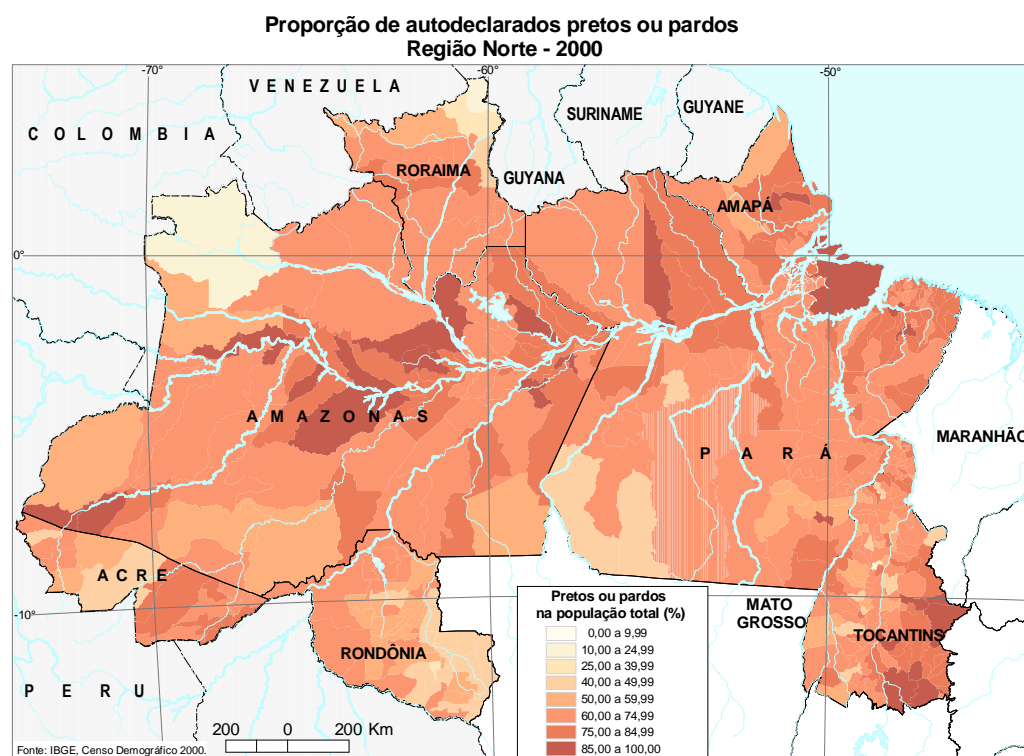 Proporção de autodeclarados pretos ou pardos
Região Norte - 2000
-70°
-60°
-50°
VENEZUELA
COLOMBIA
SURINAME
GUYANE
RORAIMA
GUYANA
AMAPÁ
0°
AMAZONAS
PARÁ
MARANHÃO
ACRE
-10°
MATO
GROSSO
TOCANTINS
RONDÔNIA
PERU
Pretos ou pardos
na população total (%)
0,00 a 9,99
10,00 a 24,99
25,00 a 39,99
40,00 a 49,99
50,00 a 59,99
60,00 a 74,99
75,00 a 84,99
85,00 a 100,00
200 0 200 Km
Fonte: IBGE, Censo Demográfico 2000.